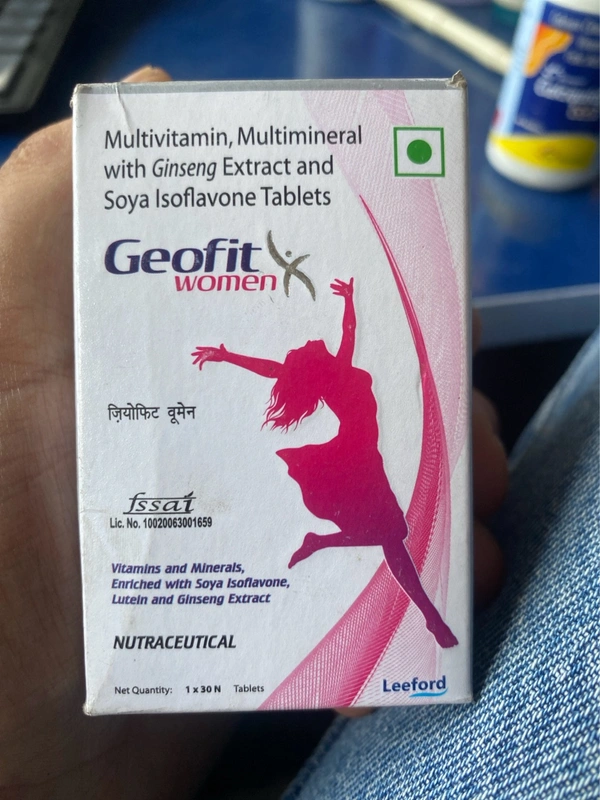 Multivitamin, Multimineral
with Ginseng Extract and
Soya Isoflavone Tablets
Geofit
women
ज़ियोफिट वूमेन
fssai
Lic. No. 10020063001659
Vitamins and Minerals,
Enriched with Soya Isoflavone,
Lutein and Ginseng Extract
NUTRACEUTICAL
Net Quantity: 1 x 30 N Tablets
Leeford